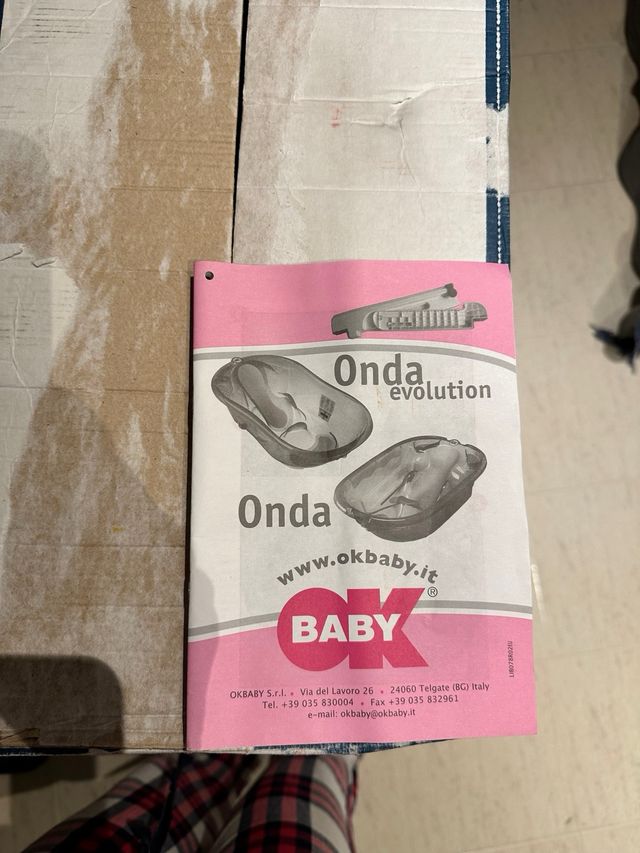 Onda
evolution
Onda
www.okbaby.it
OK
BABY
®
OKBABY S.r.l. • Via del Lavoro 26 • 24060 Telgate (BG) Italy
Tel. +39 035 830004 • Fax +39 035 832961
e-mail: okbaby@okbaby.it